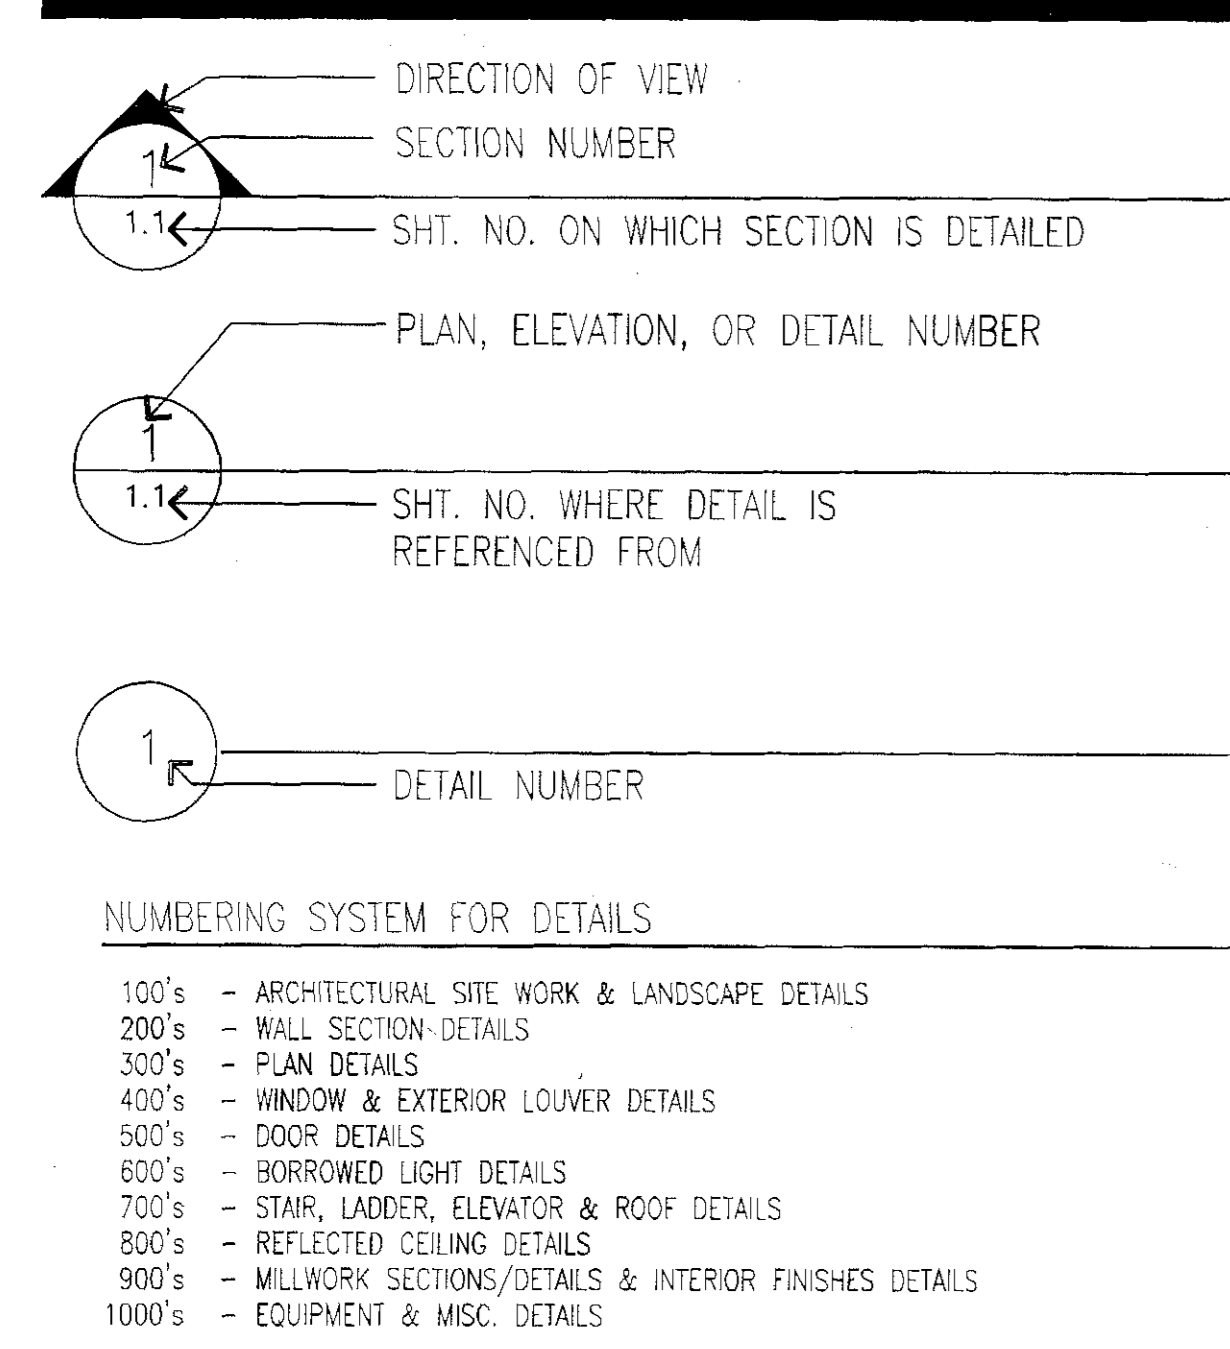 DIRECTION OF VIEW
1
SECTION NUMBER
1.1
SHT. NO. ON WHICH SECTION IS DETAILED
PLAN, ELEVATION, OR DETAIL NUMBER
1
1.1
SHT. NO. WHERE DETAIL IS
REFERENCED FROM
1
DETAIL NUMBER
NUMBERING SYSTEM FOR DETAILS
100's - ARCHITECTURAL SITE WORK & LANDSCAPE DETAILS
200's - WALL SECTION DETAILS
300's - PLAN DETAILS
400's - WINDOW & EXTERIOR LOUVER DETAILS
500's - DOOR DETAILS
600's - BORROWED LIGHT DETAILS
700's - STAIR, LADDER, ELEVATOR & ROOF DETAILS
800's - REFLECTED CEILING DETAILS
900's - MILLWORK SECTIONS/DETAILS & INTERIOR FINISHES DETAILS
1000's - EQUIPMENT & MISC. DETAILS